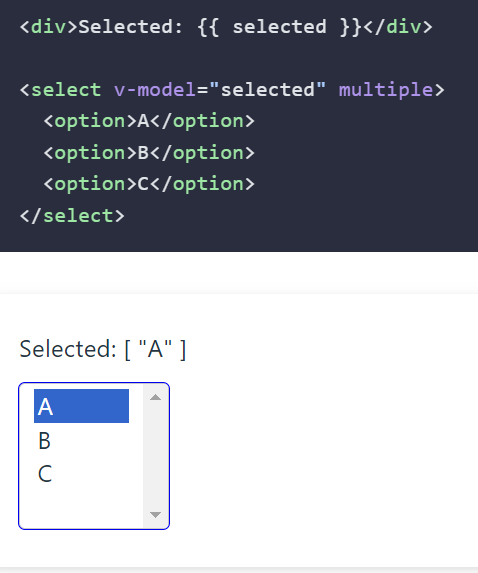 <div>Selected: {{ selected }}</div>
<select v-model="selected" multiple>
  <option>A</option>
  <option>B</option>
  <option>C</option>
</select>
Selected: [ "A" ]
A
B
C